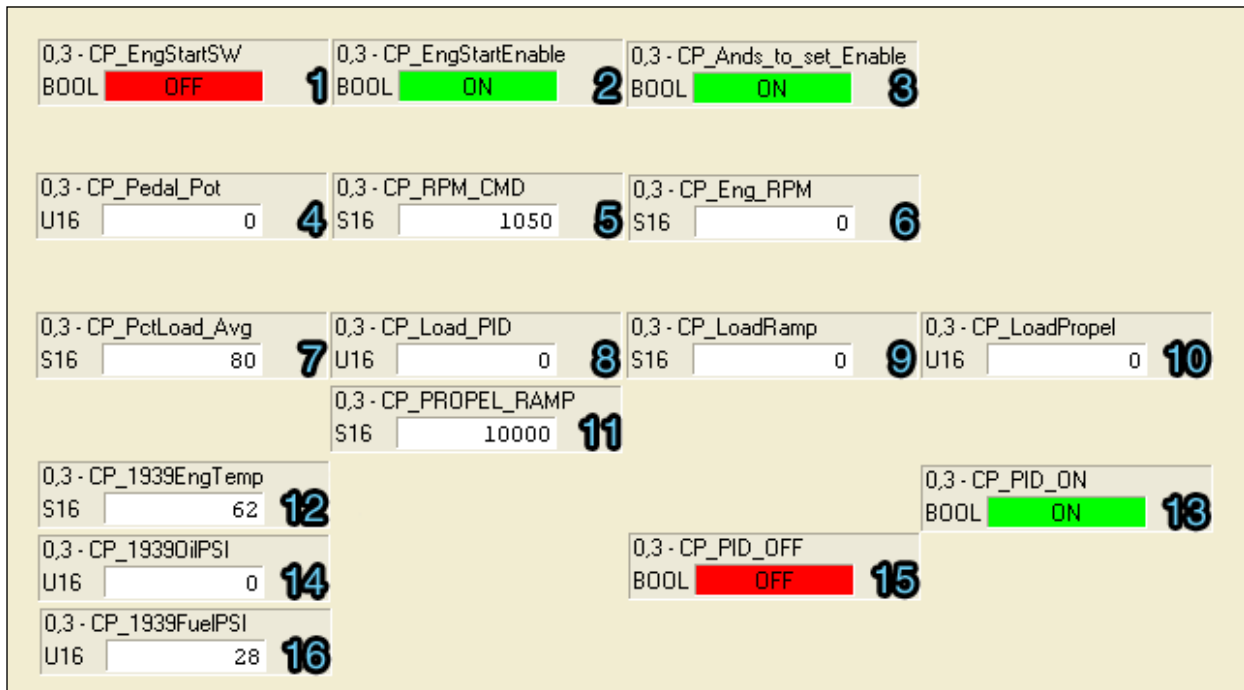 0,3 - CP_EngStartSW
BOOL OFF 1
0,3 - CP_EngStartEnable
BOOL ON 2
0,3 - CP_Ands_to_set_Enable
BOOL ON 3
0,3 - CP_Pedal_Pot
U16 0 4
0,3 - CP_RPM_CMD
S16 1050 5
0,3 - CP_Eng_RPM
S16 0 6
0,3 - CP_PctLoad_Avg
S16 80 7
0,3 - CP_Load_PID
U16 0 8
0,3 - CP_LoadRamp
S16 0 9
0,3 - CP_LoadPropel
U16 0 10
0,3 - CP_PROPEL_RAMP
S16 10000 11
0,3 - CP_1939EngTemp
S16 62 12
0,3 - CP_PID_ON
BOOL ON 13
0,3 - CP_1939OilPSI
U16 0 14
0,3 - CP_PID_OFF
BOOL OFF 15
0,3 - CP_1939FuelPSI
U16 28 16